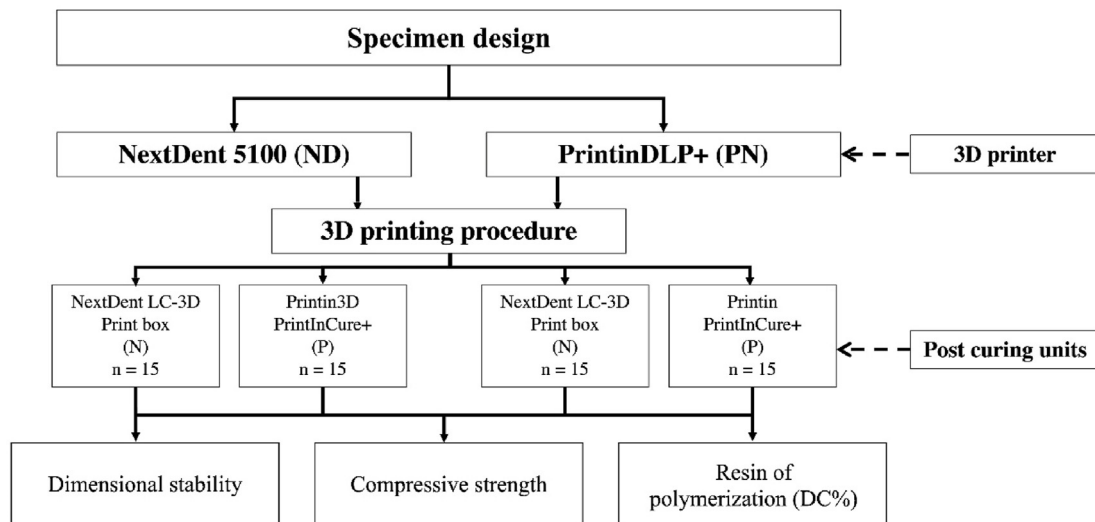 Specimen design
NextDent 5100 (ND)
PrintinDLP+ (PN)
3D printer
3D printing procedure
NextDent LC-3D
Print box
(N)
n = 15
Printin3D
PrintInCure+
(P)
n = 15
NextDent LC-3D
Print box
(N)
n = 15
Printin
PrintInCure+
(P)
n = 15
Post curing units
Dimensional stability
Compressive strength
Resin of
polymerization (DC%)